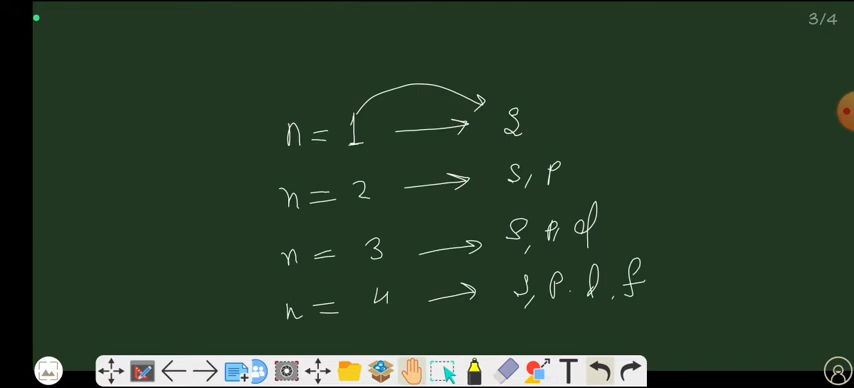 3/4
n = 1 → s
n = 2 → s, p
n = 3 → s, p, d
n = 4 → s, p. d. f
T